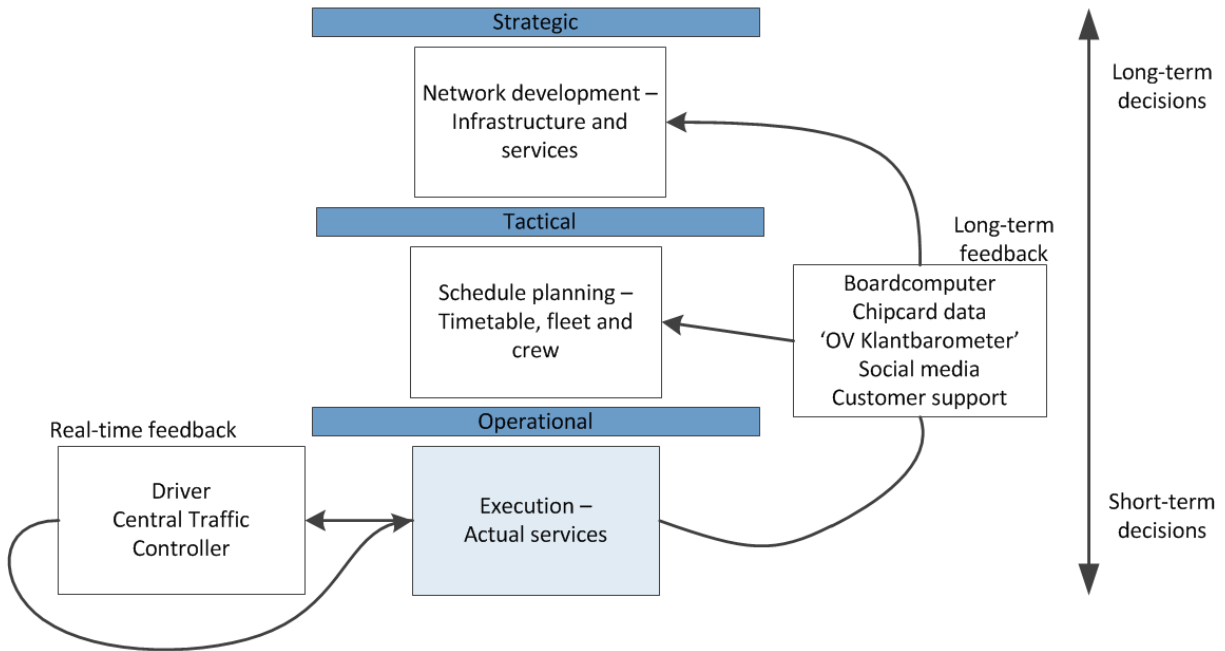 Strategic
Network development –
Infrastructure and
services
Long-term
decisions
Tactical
Schedule planning –
Timetable, fleet and
crew
Long-term
feedback
Boardcomputer
Chipcard data
‘OV Klantbarometer’
Social media
Customer support
Operational
Real-time feedback
Driver
Central Traffic
Controller
Execution –
Actual services
Short-term
decisions